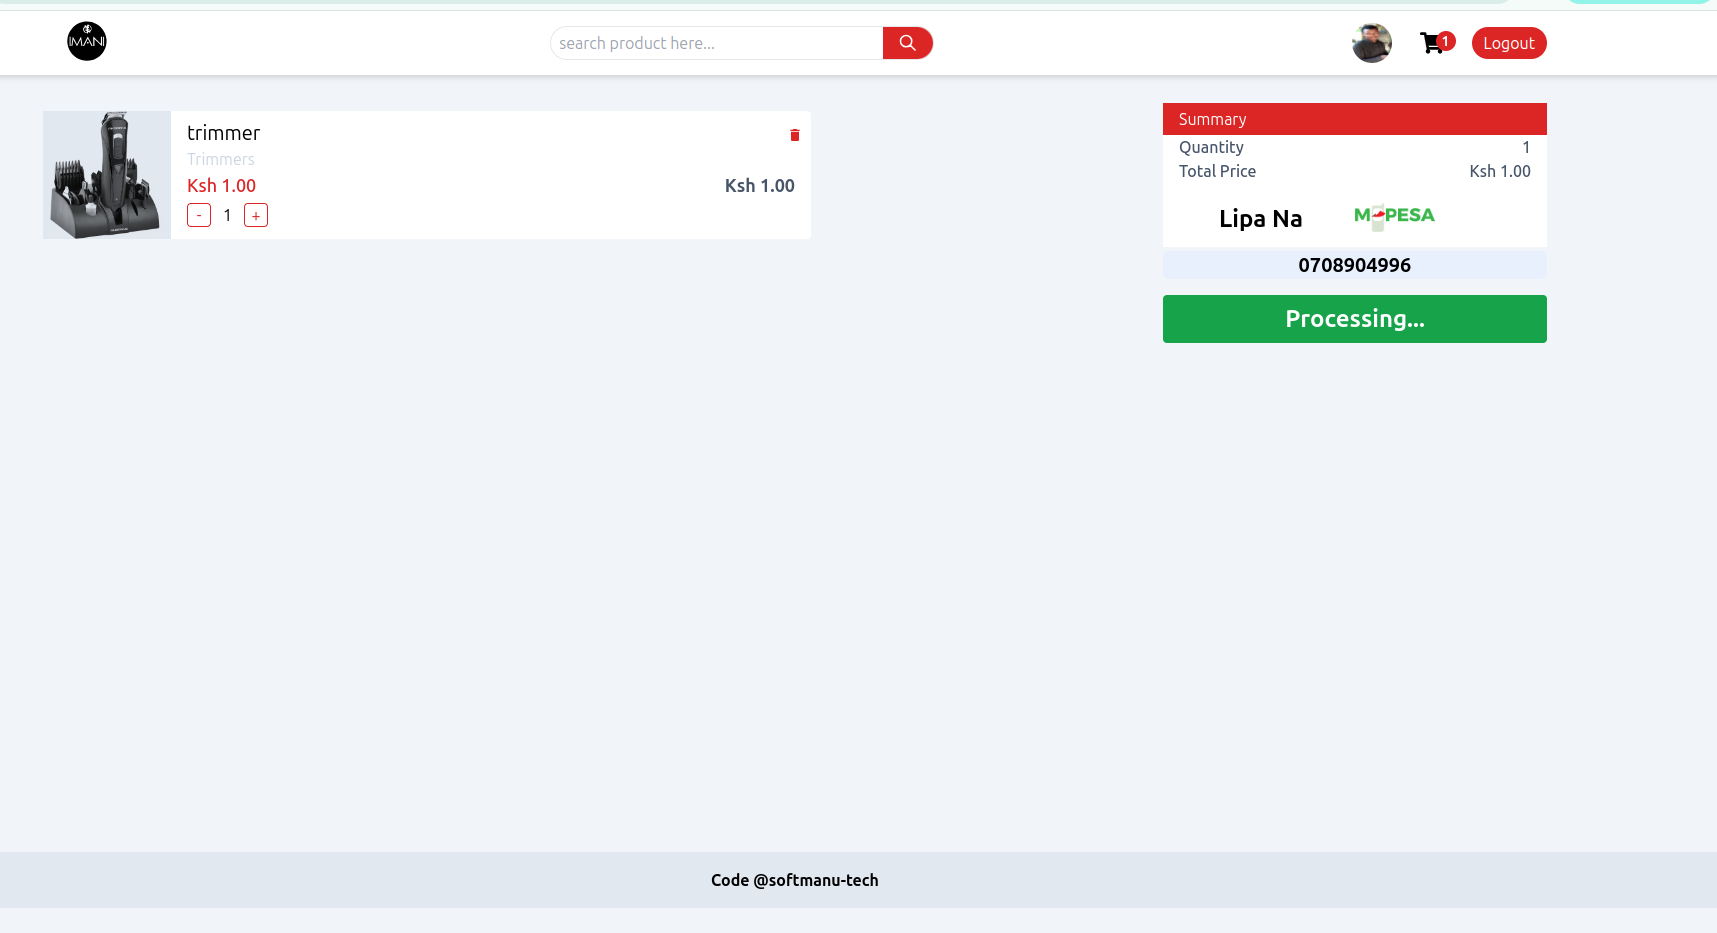 IMANI
search product here...
1
Logout
trimmer
Trimmers
Ksh 1.00
Ksh 1.00
- 1 +
Summary
Quantity 1
Total Price Ksh 1.00
Lipa Na M-PESA
0708904996
Processing...
Code @softmanu-tech